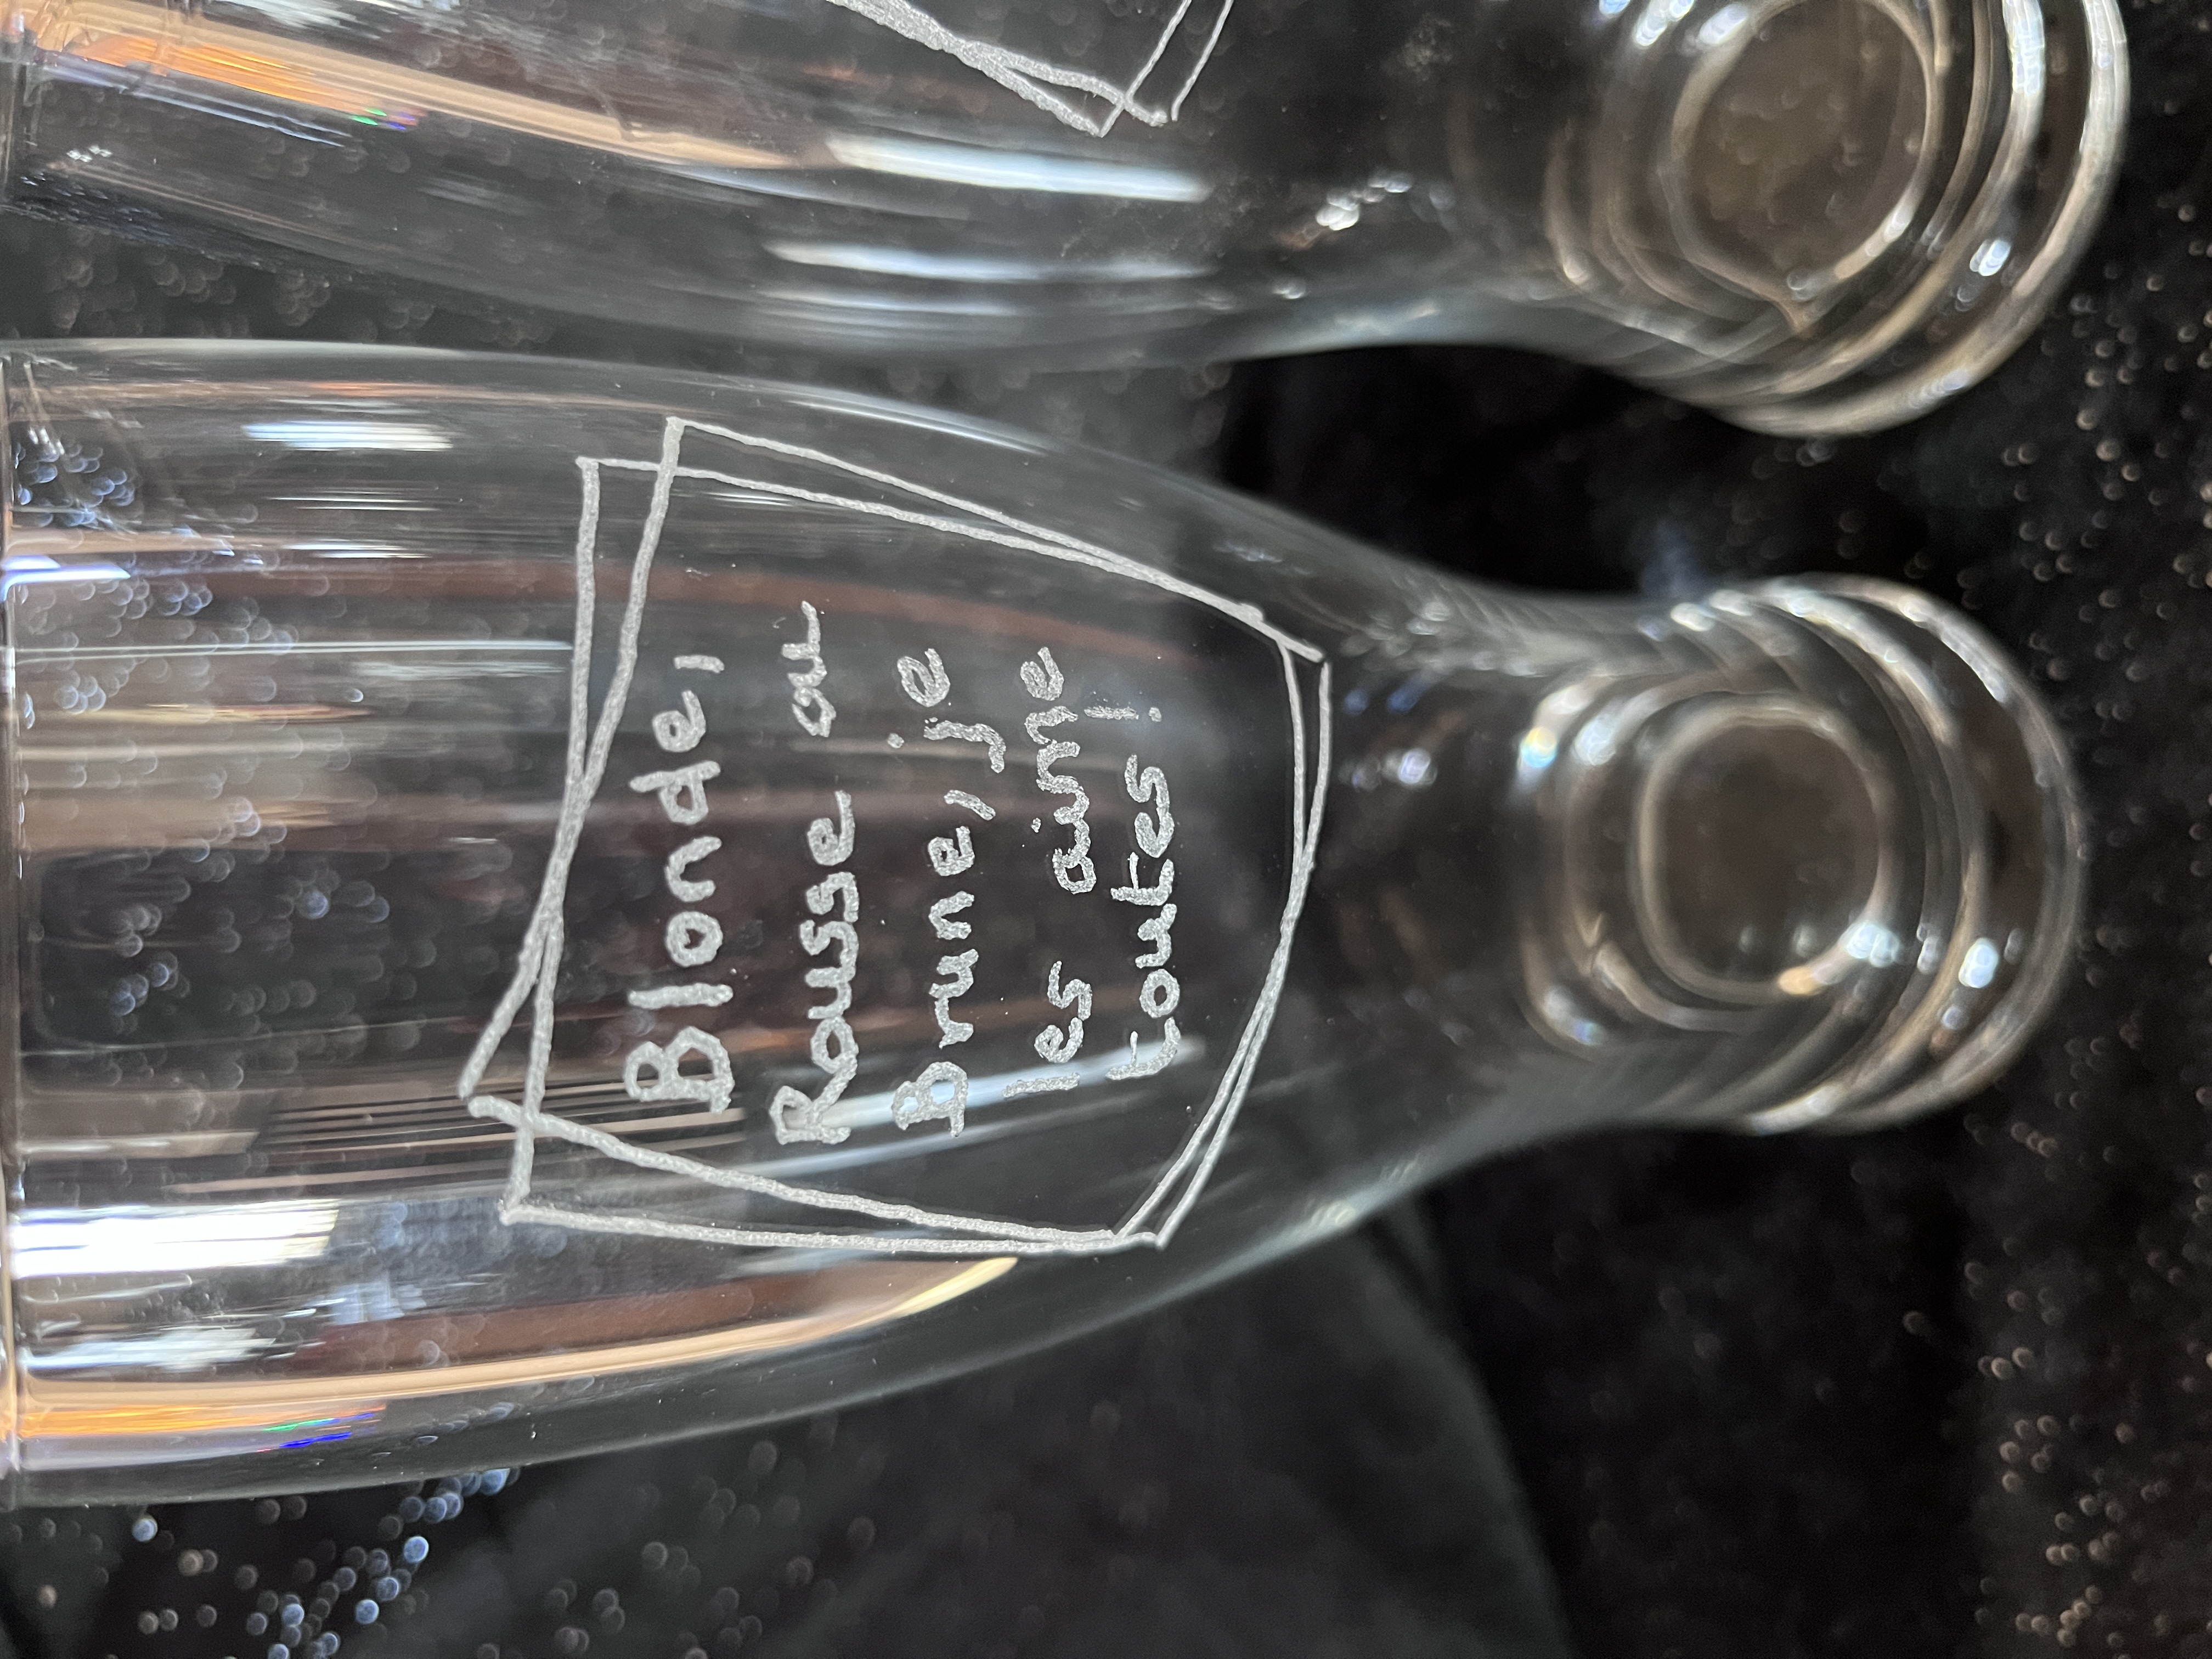 Blonde,
Rousse ou
Brune, je
les aime
toutes !